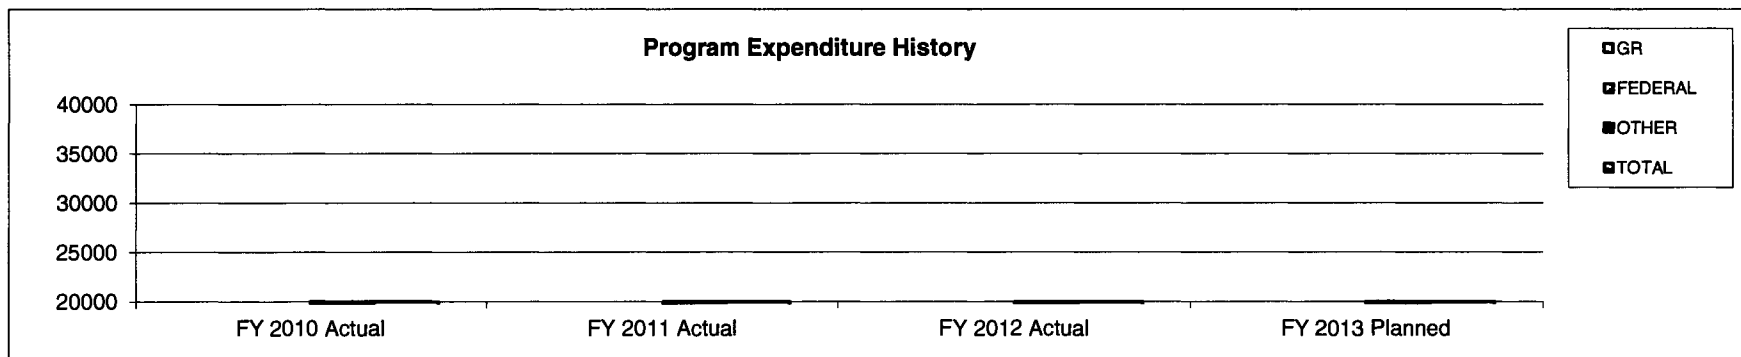 Program Expenditure History
GR
FEDERAL
OTHER
TOTAL
40000
35000
30000
25000
20000
FY 2010 Actual
FY 2011 Actual
FY 2012 Actual
FY 2013 Planned